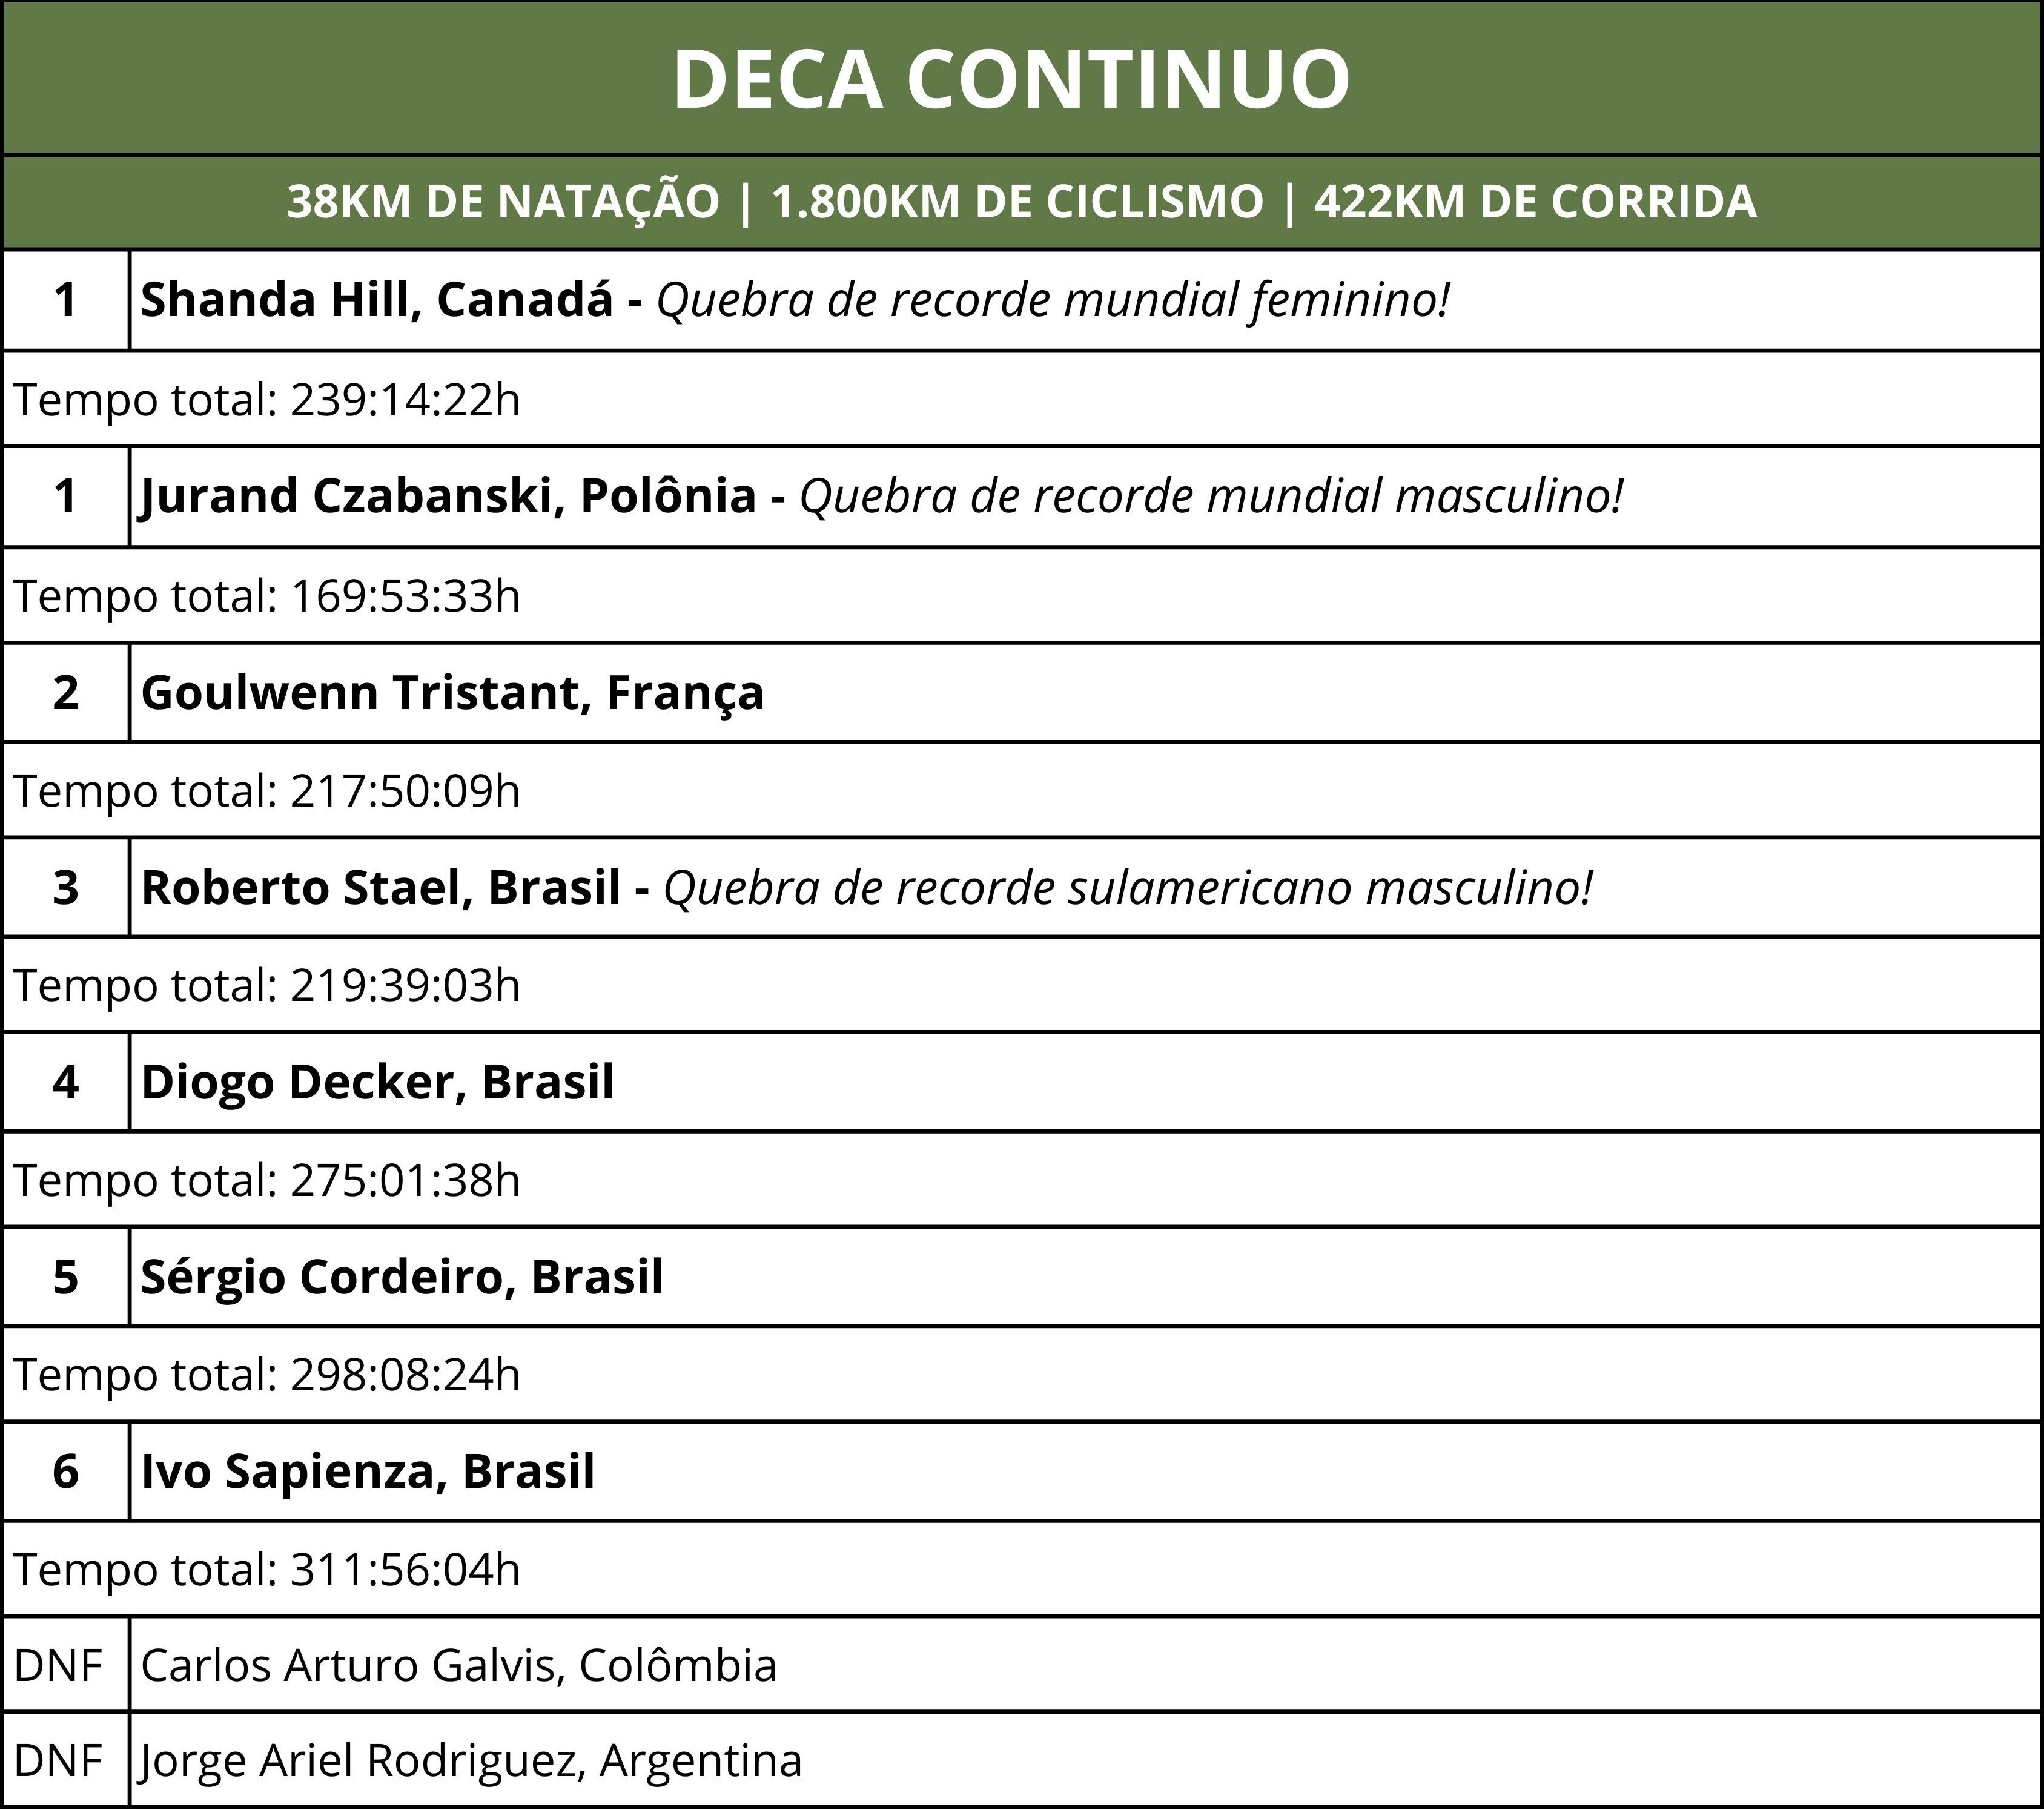 DECA CONTINUO
38KM DE NATAÇÃO | 1.800KM DE CICLISMO | 422KM DE CORRIDA
1 Shanda Hill, Canadá - Quebra de recorde mundial feminino!
Tempo total: 239:14:22h
1 Jurand Czabanski, Polônia - Quebra de recorde mundial masculino!
Tempo total: 169:53:33h
2 Goulwenn Tristant, França
Tempo total: 217:50:09h
3 Roberto Stael, Brasil - Quebra de recorde sulamericano masculino!
Tempo total: 219:39:03h
4 Diogo Decker, Brasil
Tempo total: 275:01:38h
5 Sérgio Cordeiro, Brasil
Tempo total: 298:08:24h
6 Ivo Sapienza, Brasil
Tempo total: 311:56:04h
DNF Carlos Arturo Galvis, Colômbia
DNF Jorge Ariel Rodriguez, Argentina